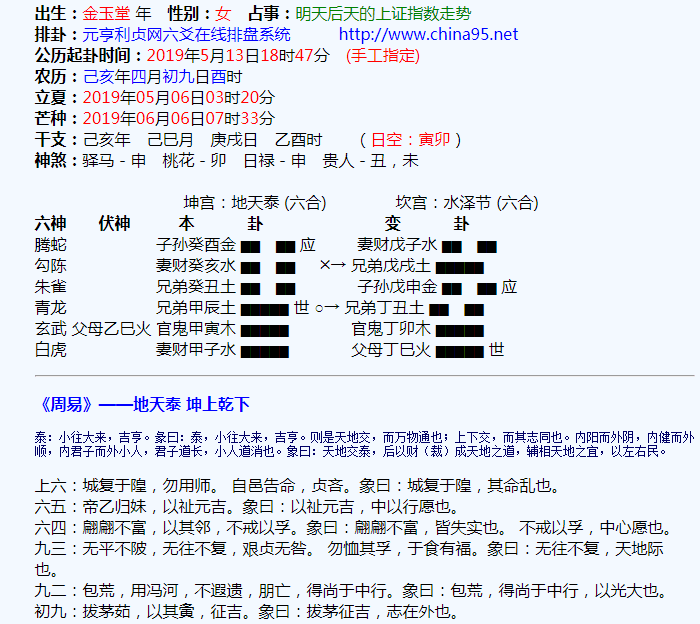 出生：金玉堂 年 性别：女 占事：明天后天的上证指数走势
排卦：元亨利贞网六爻在线排盘系统 http://www.china95.net
公历起卦时间：2019年5月13日18时47分 (手工指定)
农历：己亥年四月初九日酉时
立夏：2019年05月06日03时20分
芒种：2019年06月06日07时33分
干支：己亥年 己巳月 庚戌日 乙酉时 （日空：寅卯）
神煞：驿马－申 桃花－卯 日禄－申 贵人－丑，未
坤宫：地天泰 (六合) 坎宫：水泽节 (六合)
六神 伏神 本 卦 变 卦
腾蛇 子孙癸酉金 应 妻财戊子水
勾陈 妻财癸亥水 ×→ 兄弟戊戌土
朱雀 兄弟癸丑土 子孙戊申金 应
青龙 兄弟甲辰土 世 ○→ 兄弟丁丑土
玄武 父母乙巳火 官鬼甲寅木 官鬼丁卯木
白虎 妻财甲子水 父母丁巳火 世
《周易》——地天泰 坤上乾下
泰：小往大来，吉亨。彖曰：泰，小往大来，吉亨。则是天地交，而万物通也；上下交，而其志同也。内阳而外阴，内健而外
顺，内君子而外小人，君子道长，小人道消也。象曰：天地交泰，后以财（裁）成天地之道，辅相天地之宜，以左右民。
上六：城复于隍，勿用师。 自邑告命，贞吝。象曰：城复于隍，其命乱也。
六五：帝乙归妹，以祉元吉。象曰：以祉元吉，中以行愿也。
六四：翩翩不富，以其邻，不戒以孚。象曰：翩翩不富，皆失实也。 不戒以孚，中心愿也。
九三：无平不陂，无往不复，艰贞无咎。 勿恤其孚，于食有福。象曰：无往不复，天地际
也。
九二：包荒，用冯河，不遐遗，朋亡，得尚于中行。象曰：包荒，得尚于中行，以光大也。
初九：拔茅茹，以其夤，征吉。象曰：拔茅征吉，志在外也。